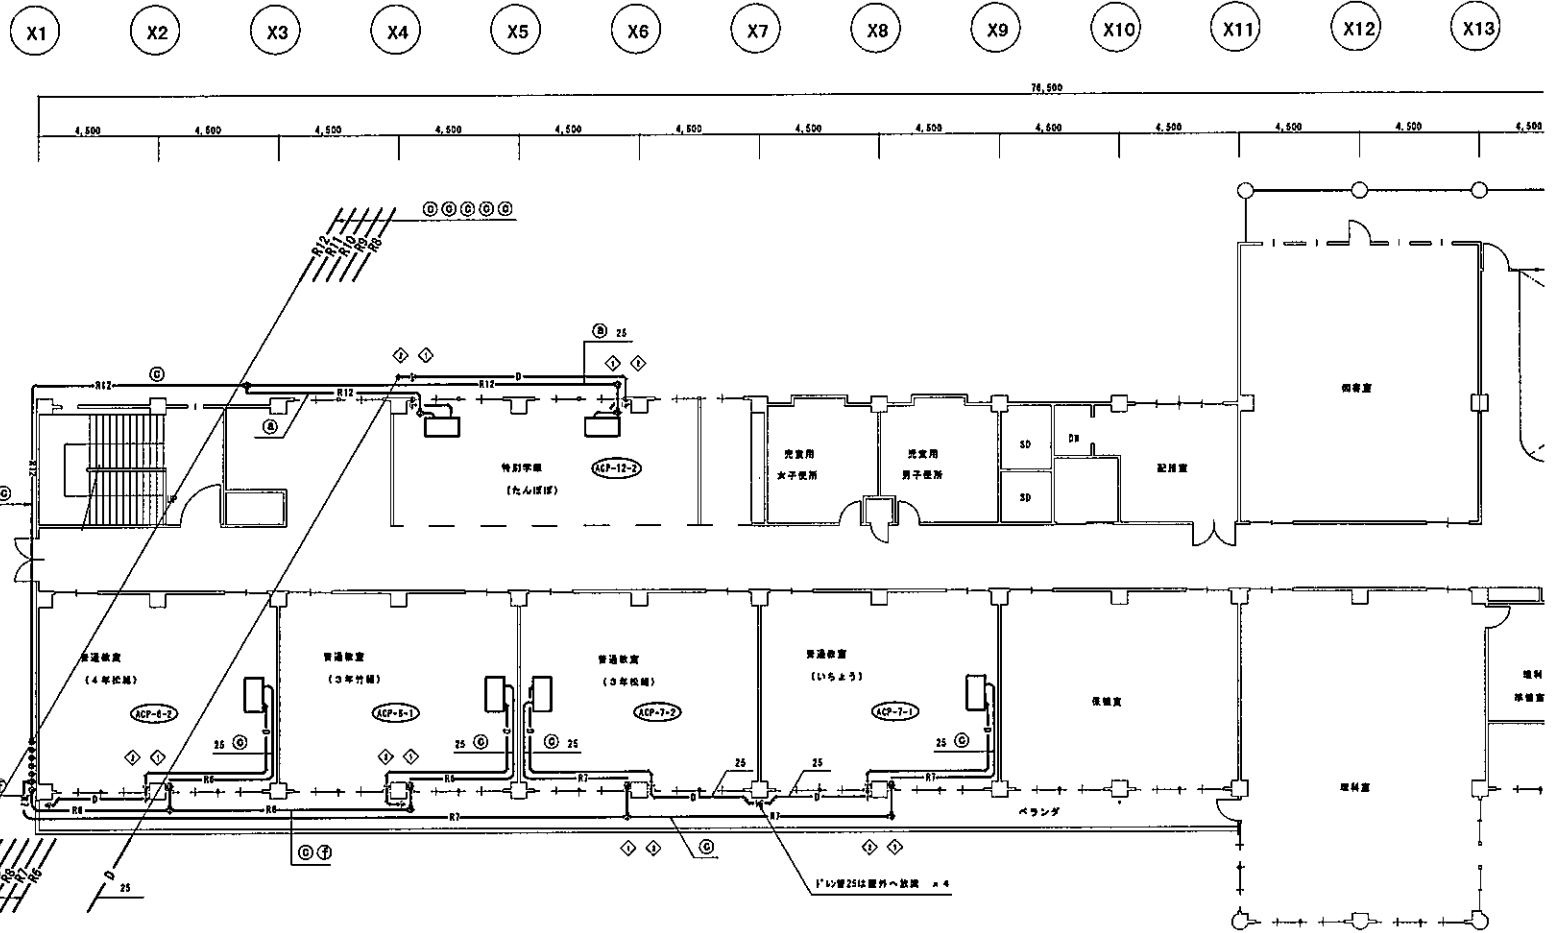 X1 X2 X3 X4 X5 X6 X7 X8 X9 X10 X11 X12 X13
76,500
4,500 4,500 4,500 4,500 4,500 4,500 4,500 4,500 4,500 4,500 4,500 4,500 4,500
R12
R11
R10
R9
R8
ⓐ 25
R12 D R12
R12
ⓐ
図書室
特別学級
(たんぽぽ)
ACP-12-2
児童用
女子便所
児童用
男子便所
SD
SD
DW
配膳室
R12
普通教室
(4年松組)
ACP-6-2
普通教室
(3年竹組)
ACP-6-1
普通教室
(3年松組)
ACP-7-2
普通教室
(いちょう)
ACP-7-1
保健室
理科室
理科
準備室
25
25
25
25
25
25
D D D D
R6 R6 R7 R7
D D D
R6 R6 R7 R7
ベランダ
R8
R7
R6
D
25
ドレン管25は屋外へ放流 × 4